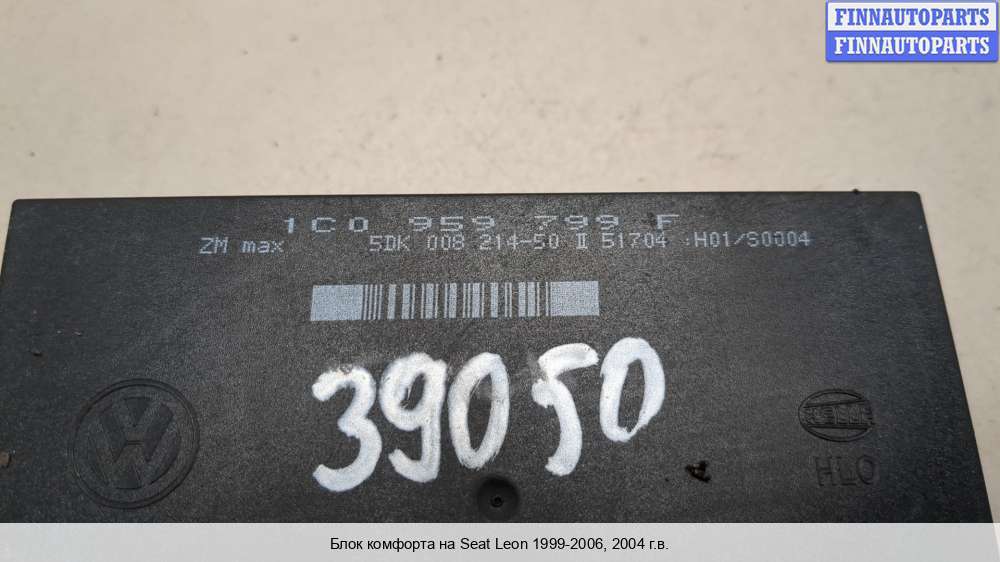 FINNAUTOPARTS
FINNAUTOPARTS
1C0 959 799 F
ZM max 5DK 008 214-50 II 51704 :H01/S0004
39050
HELLA
HLO
Блок комфорта на Seat Leon 1999-2006, 2004 г.в.